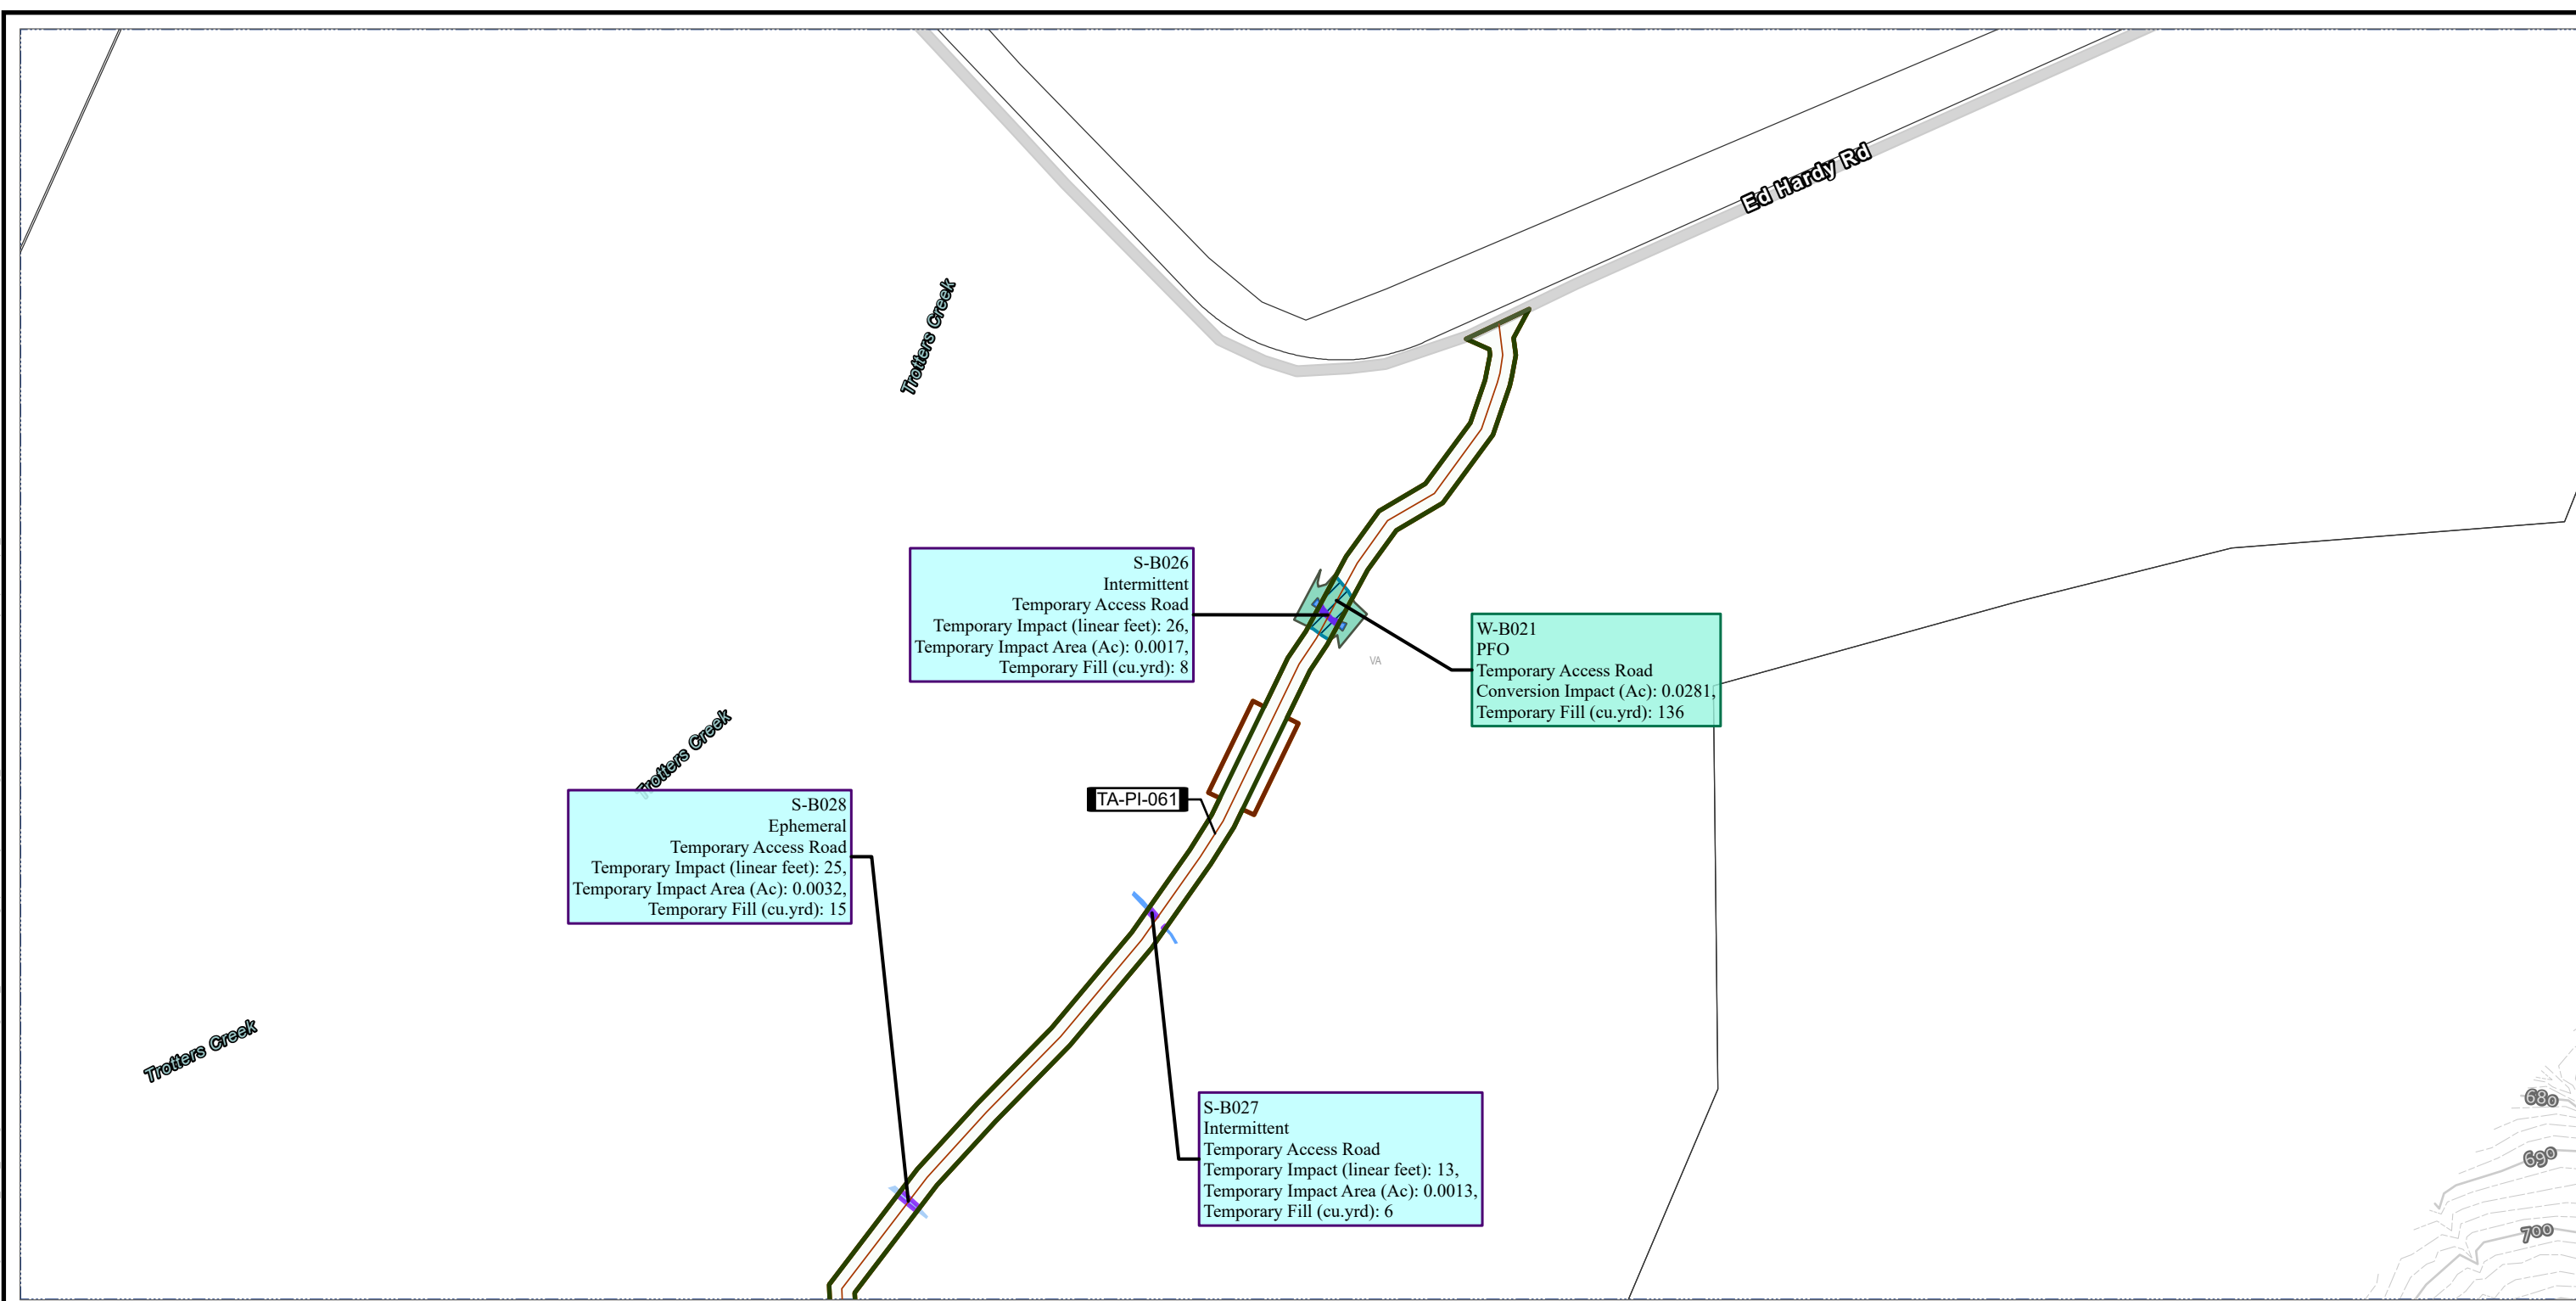 Ed Hardy Rd
Trotters Creek
S-B026
Intermittent
Temporary Access Road
Temporary Impact (linear feet): 26,
Temporary Impact Area (Ac): 0.0017,
Temporary Fill (cu.yrd): 8
W-B021
PFO
Temporary Access Road
Conversion Impact (Ac): 0.0281,
Temporary Fill (cu.yrd): 136
VA
Trotters Creek
TA-PI-061
S-B028
Ephemeral
Temporary Access Road
Temporary Impact (linear feet): 25,
Temporary Impact Area (Ac): 0.0032,
Temporary Fill (cu.yrd): 15
Trotters Creek
S-B027
Intermittent
Temporary Access Road
Temporary Impact (linear feet): 13,
Temporary Impact Area (Ac): 0.0013,
Temporary Fill (cu.yrd): 6
680
690
700